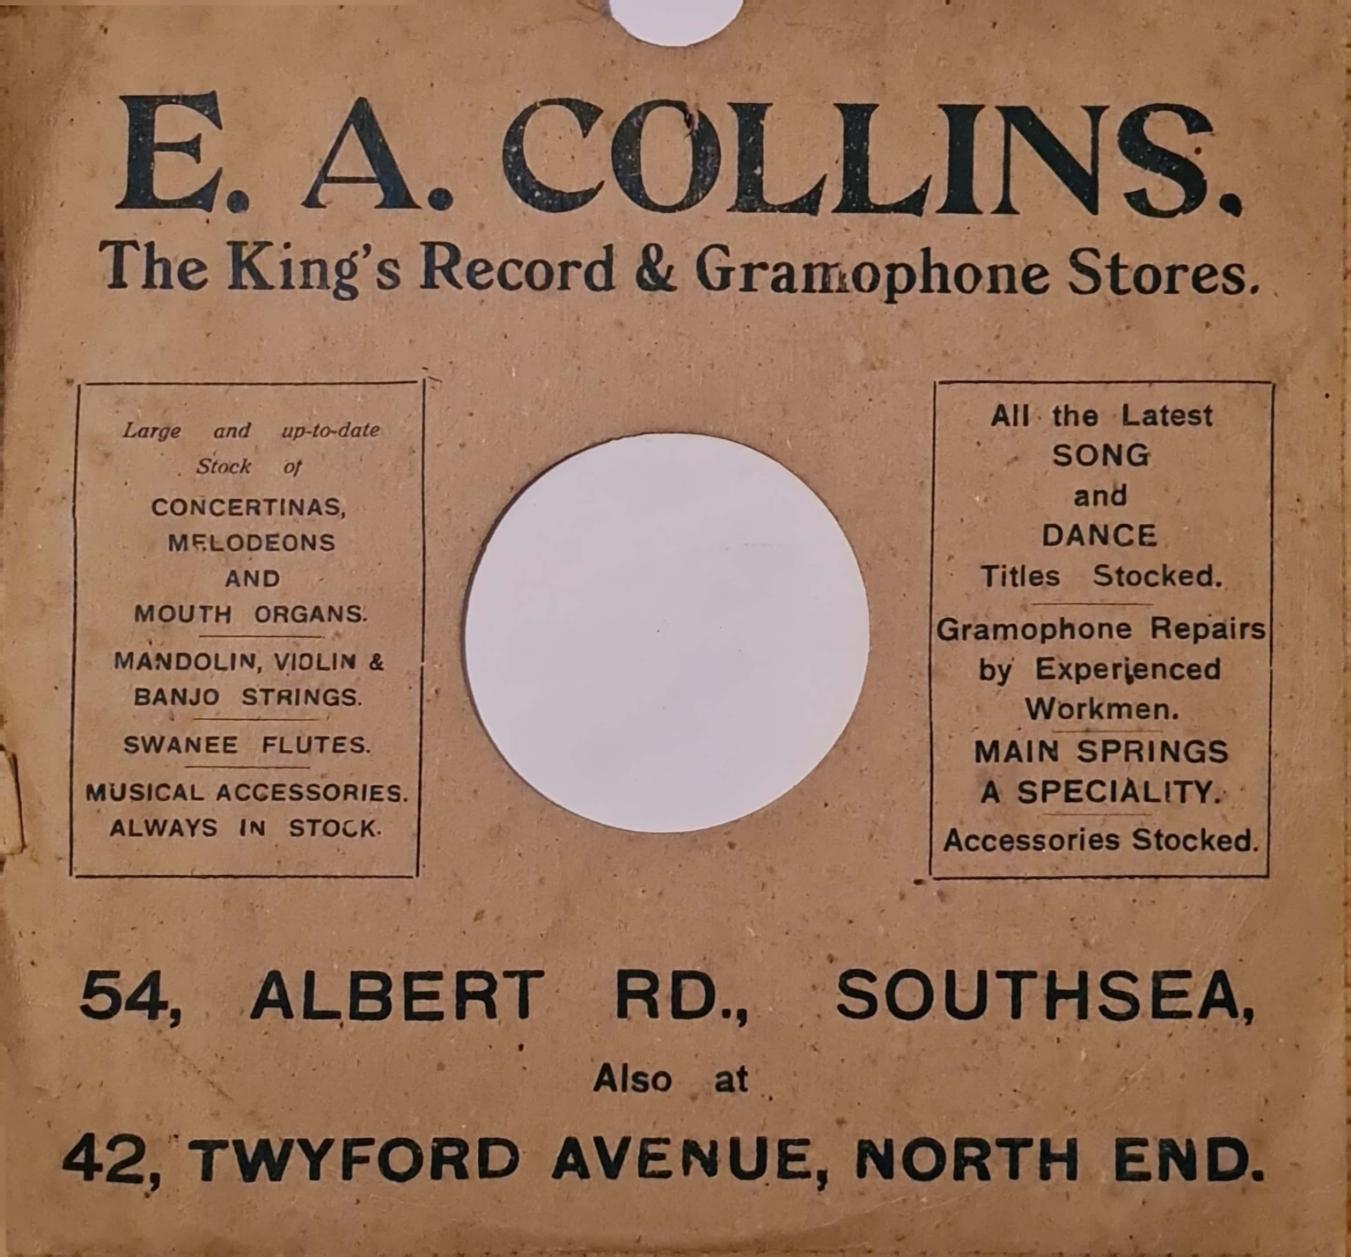 E. A. COLLINS.
The King's Record & Gramophone Stores.
Large and up-to-date
Stock of
CONCERTINAS,
MELODEONS
AND
MOUTH ORGANS.
MANDOLIN, VIOLIN &
BANJO STRINGS.
SWANEE FLUTES.
MUSICAL ACCESSORIES.
ALWAYS IN STOCK.
All the Latest
SONG
and
DANCE
Titles Stocked.
Gramophone Repairs
by Experienced
Workmen.
MAIN SPRINGS
A SPECIALITY.
Accessories Stocked.
54, ALBERT RD., SOUTHSEA,
Also at
42, TWYFORD AVENUE, NORTH END.